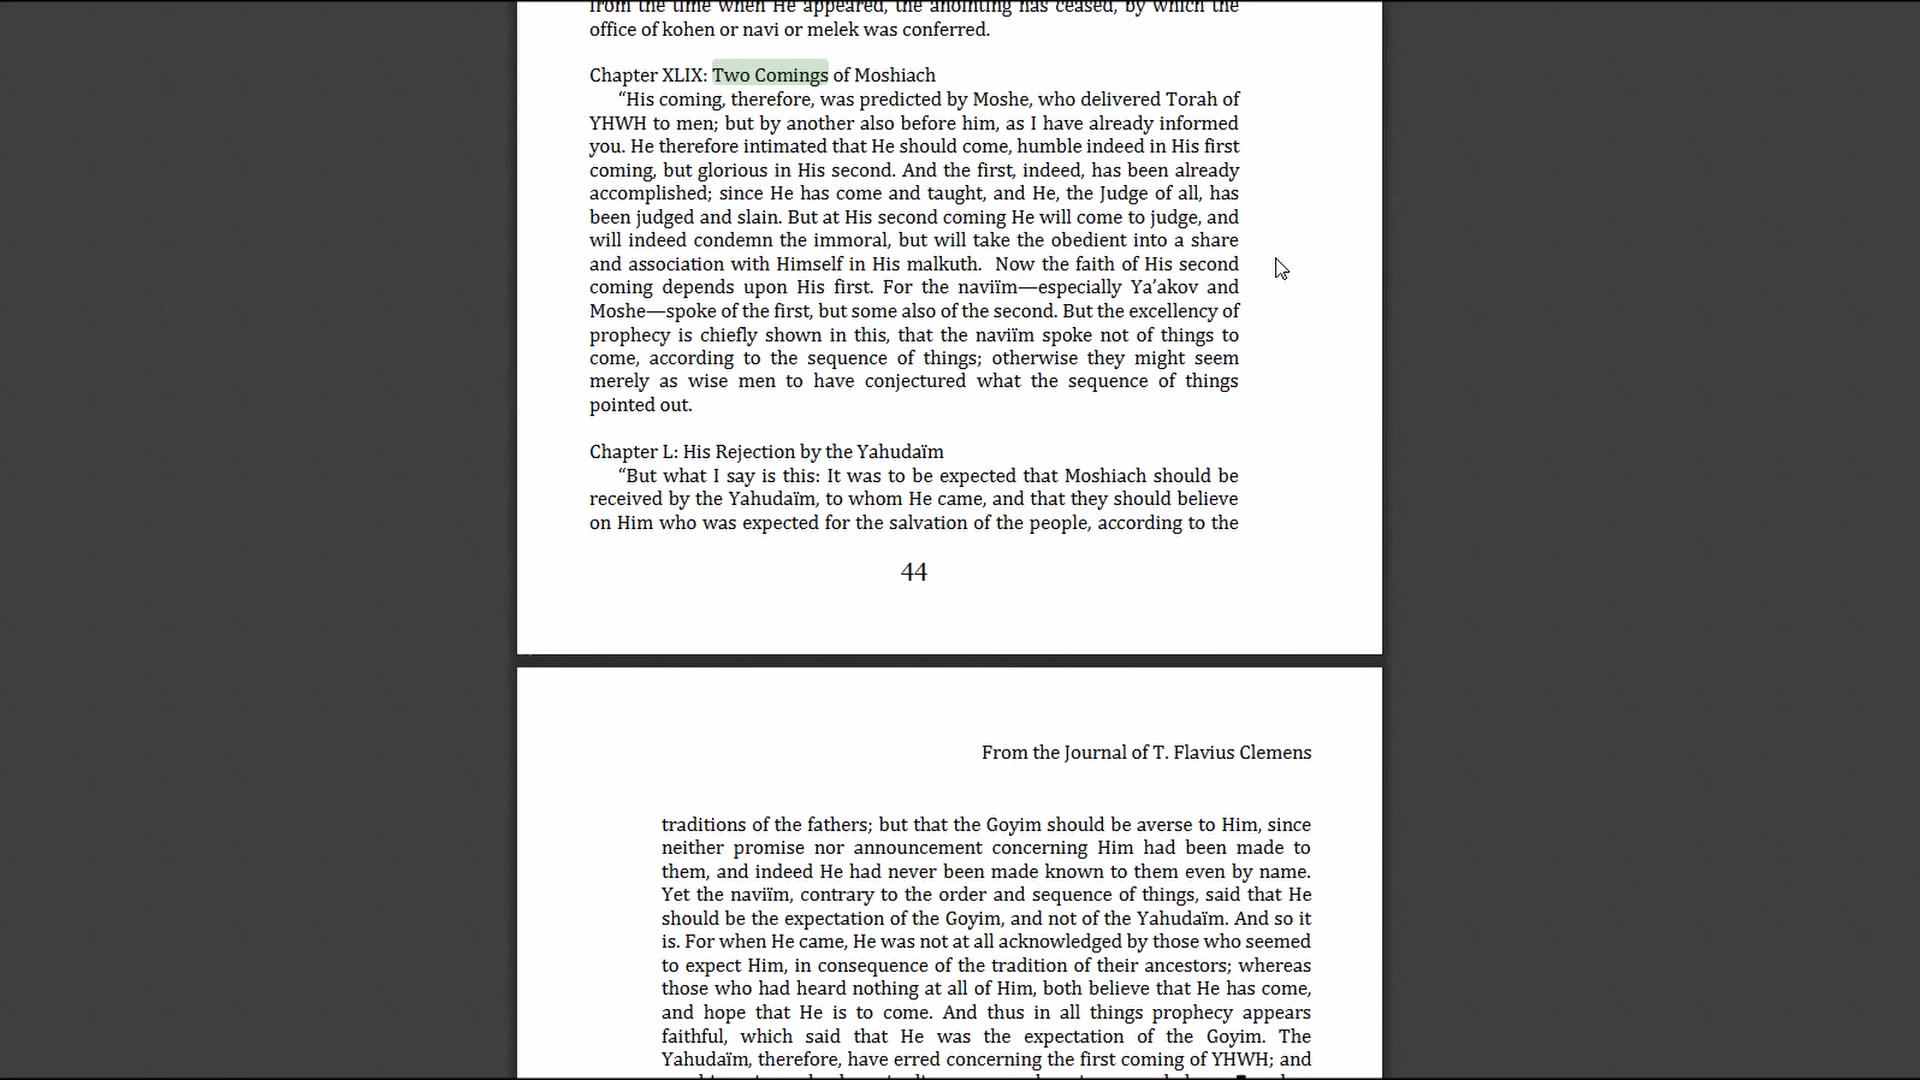 from the time when He appeared, the anointing has ceased, by which the
office of kohen or navi or melek was conferred.
Chapter XLIX: Two Comings of Moshiach
“His coming, therefore, was predicted by Moshe, who delivered Torah of
YHWH to men; but by another also before him, as I have already informed
you. He therefore intimated that He should come, humble indeed in His first
coming, but glorious in His second. And the first, indeed, has been already
accomplished; since He has come and taught, and He, the Judge of all, has
been judged and slain. But at His second coming He will come to judge, and
will indeed condemn the immoral, but will take the obedient into a share
and association with Himself in His malkuth.  Now the faith of His second
coming depends upon His first. For the naviïm—especially Ya’akov and
Moshe—spoke of the first, but some also of the second. But the excellency of
prophecy is chiefly shown in this, that the naviïm spoke not of things to
come, according to the sequence of things; otherwise they might seem
merely as wise men to have conjectured what the sequence of things
pointed out.
Chapter L: His Rejection by the Yahudaïm
“But what I say is this: It was to be expected that Moshiach should be
received by the Yahudaïm, to whom He came, and that they should believe
on Him who was expected for the salvation of the people, according to the
44
From the Journal of T. Flavius Clemens
traditions of the fathers; but that the Goyim should be averse to Him, since
neither promise nor announcement concerning Him had been made to
them, and indeed He had never been made known to them even by name.
Yet the naviïm, contrary to the order and sequence of things, said that He
should be the expectation of the Goyim, and not of the Yahudaïm. And so it
is. For when He came, He was not at all acknowledged by those who seemed
to expect Him, in consequence of the tradition of their ancestors; whereas
those who had heard nothing at all of Him, both believe that He has come,
and hope that He is to come. And thus in all things prophecy appears
faithful, which said that He was the expectation of the Goyim. The
Yahudaïm, therefore, have erred concerning the first coming of YHWH; and